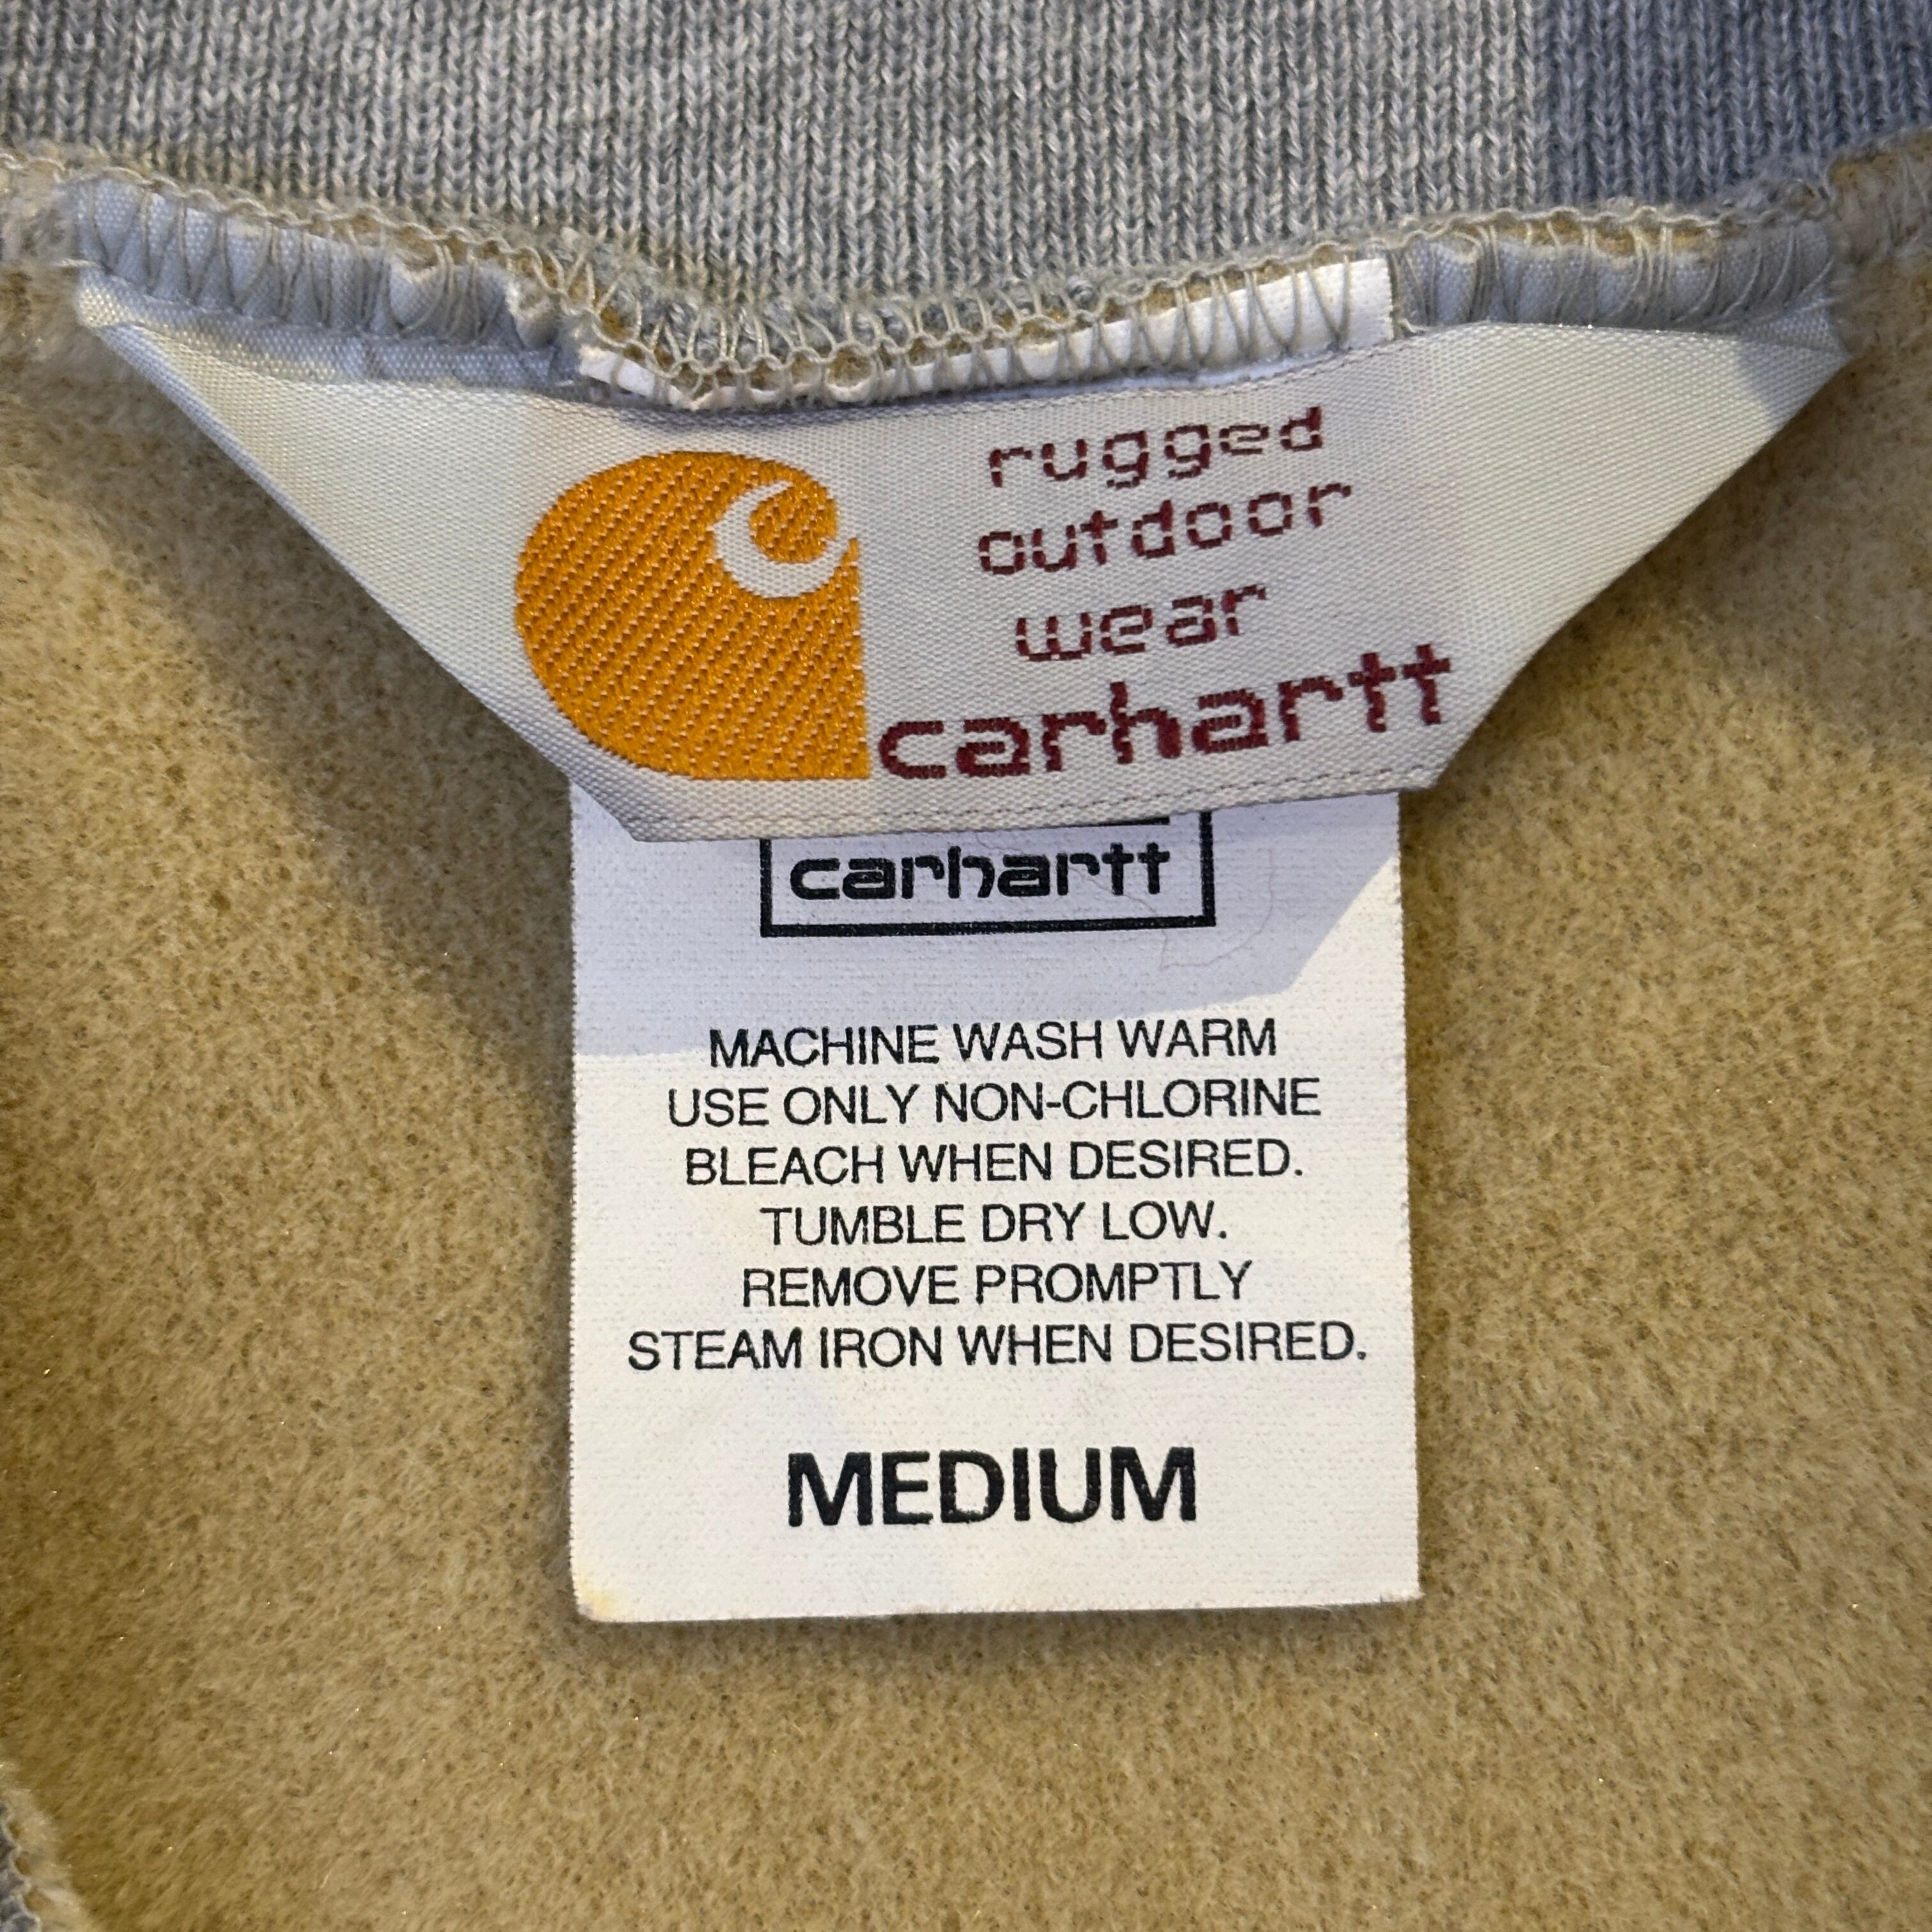 rugged
outdoor
wear
carhartt
carhartt
MACHINE WASH WARM
USE ONLY NON-CHLORINE
BLEACH WHEN DESIRED.
TUMBLE DRY LOW.
REMOVE PROMPTLY
STEAM IRON WHEN DESIRED.
MEDIUM